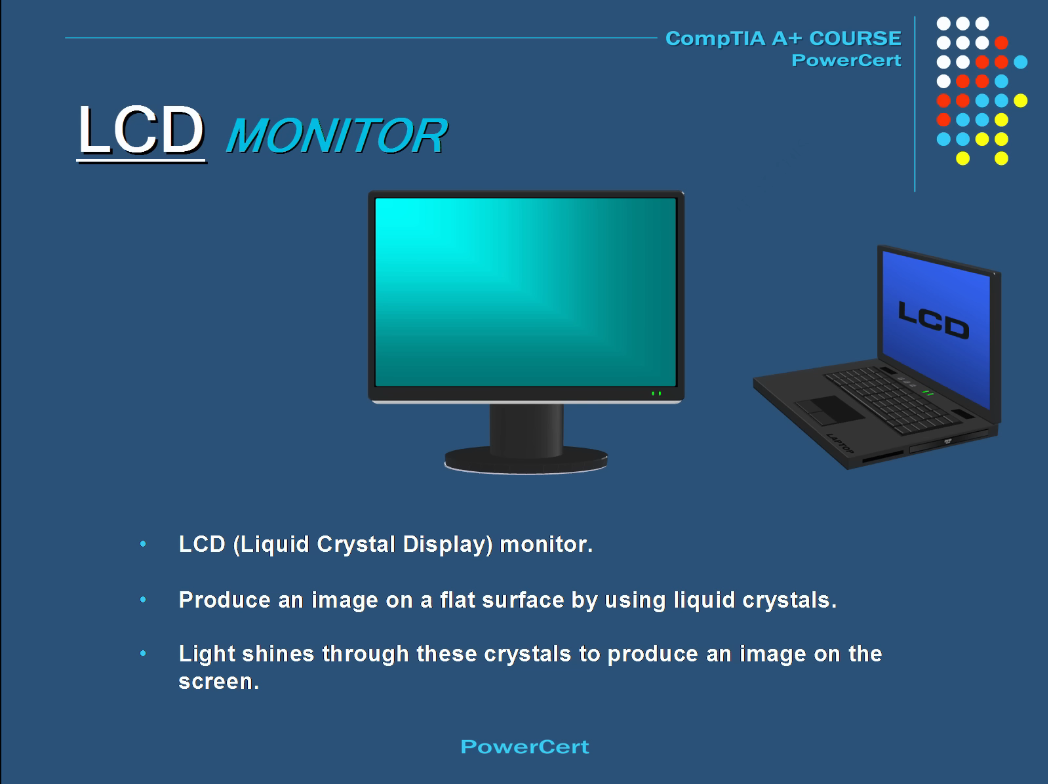 CompTIA A+ COURSE
PowerCert
LCD MONITOR
LCD
LAPTOP
• LCD (Liquid Crystal Display) monitor.
• Produce an image on a flat surface by using liquid crystals.
• Light shines through these crystals to produce an image on the
screen.
PowerCert